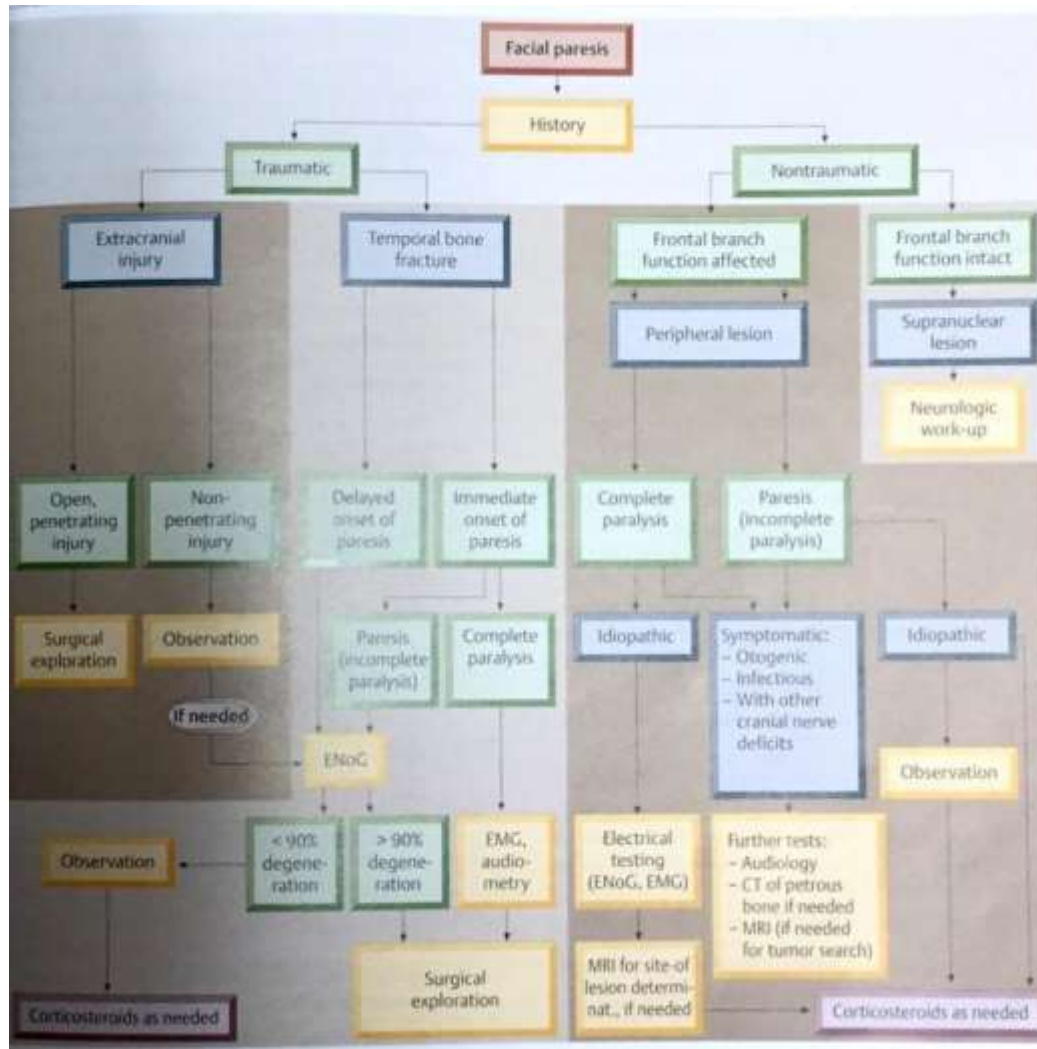 Facial paresis
History
Traumatic
Nontraumatic
Extracranial
injury
Temporal bone
fracture
Frontal branch
function affected
Frontal branch
function intact
Peripheral lesion
Supranuclear
lesion
Neurologic
work-up
Open,
penetrating
injury
Non-
penetrating
injury
Delayed
onset of
paresis
Immediate
onset of
paresis
Complete
paralysis
Paresis
(incomplete
paralysis)
Surgical
exploration
Observation
Paresis
(incomplete
paralysis)
Complete
paralysis
Idiopathic
Symptomatic:
– Otogenic
– Infectious
– With other
cranial nerve
deficits
Idiopathic
If needed
ENoG
Observation
Observation
< 90%
degene-
ration
> 90%
degene-
ration
EMG,
audio-
metry
Electrical
testing
(ENoG, EMG)
Further tests:
– Audiology
– CT of petrous
bone if needed
– MRI (if needed
for tumor search)
Surgical
exploration
MRI for site-of
lesion determi-
nat., if needed
Corticosteroids as needed
Corticosteroids as needed